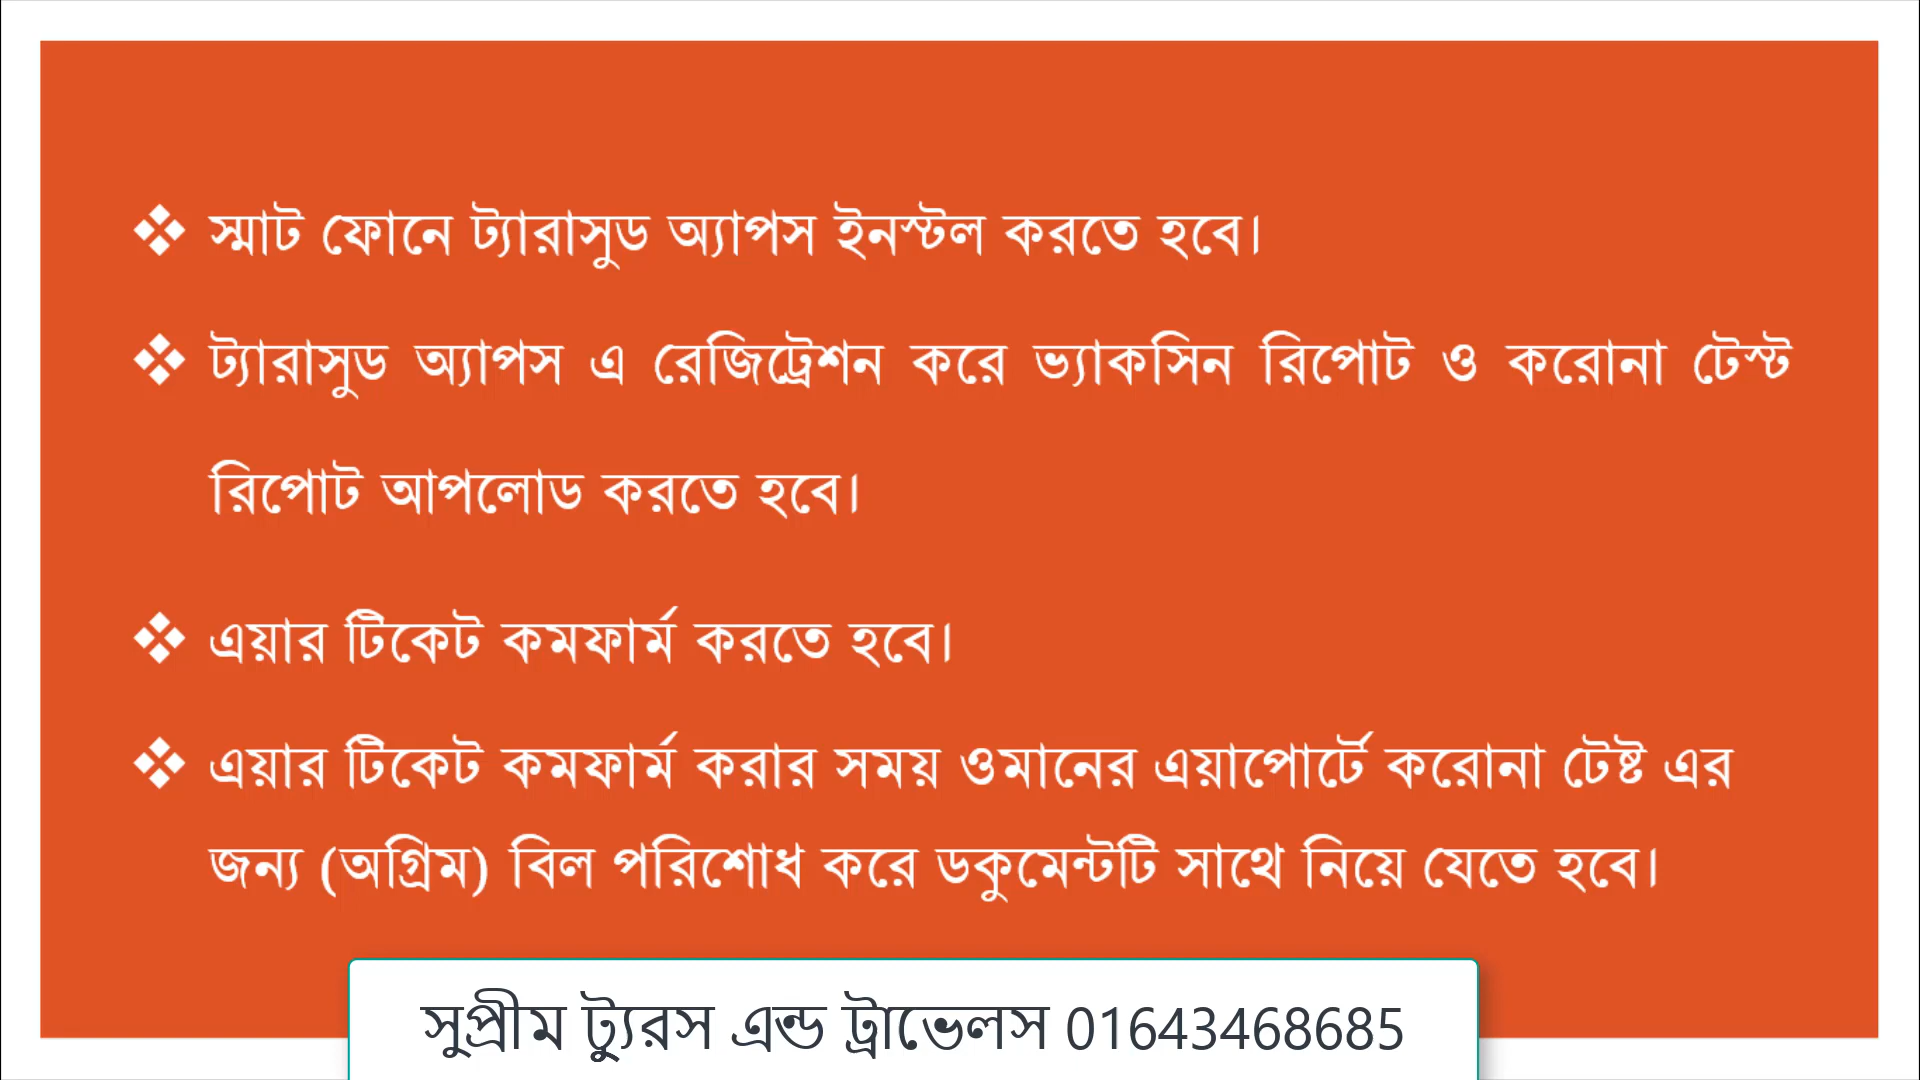 ❖ স্মাট ফোনে ট্যারাসুড অ্যাপস ইনস্টল করতে হবে।
❖ ট্যারাসুড অ্যাপস এ রেজিট্রেশন করে ভ্যাকসিন রিপোট ও করোনা টেস্ট
রিপোট আপলোড করতে হবে।
❖ এয়ার টিকেট কমফার্ম করতে হবে।
❖ এয়ার টিকেট কমফার্ম করার সময় ওমানের এয়াপোর্টে করোনা টেষ্ট এর
জন্য (অগ্রিম) বিল পরিশোধ করে ডকুমেন্টটি সাথে নিয়ে যেতে হবে।
সুপ্রীম ট্যুরস এন্ড ট্রাভেলস 01643468685